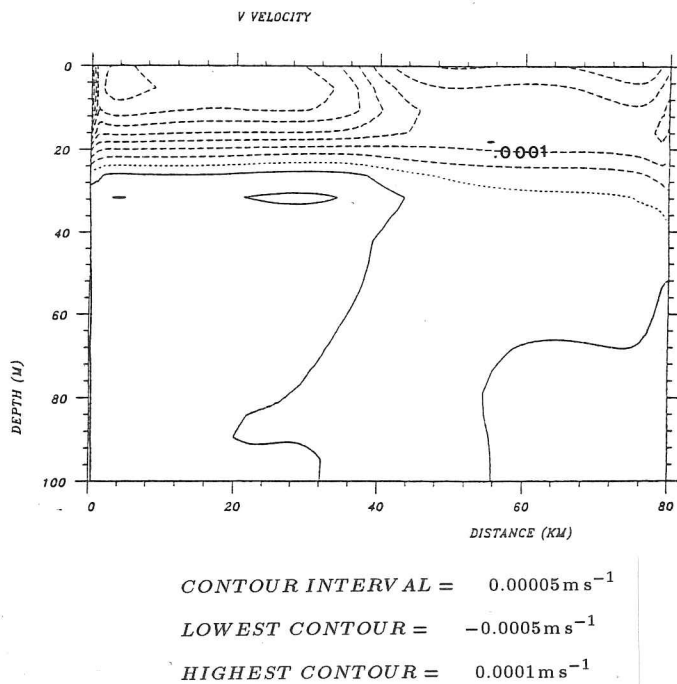 V VELOCITY
0
20
40
60
80
100
DEPTH (M)
-.0001
0
20
40
60
80
DISTANCE (KM)
CONTOUR INTERVAL = 0.00005 m s⁻¹
LOWEST CONTOUR = −0.0005 m s⁻¹
HIGHEST CONTOUR = 0.0001 m s⁻¹